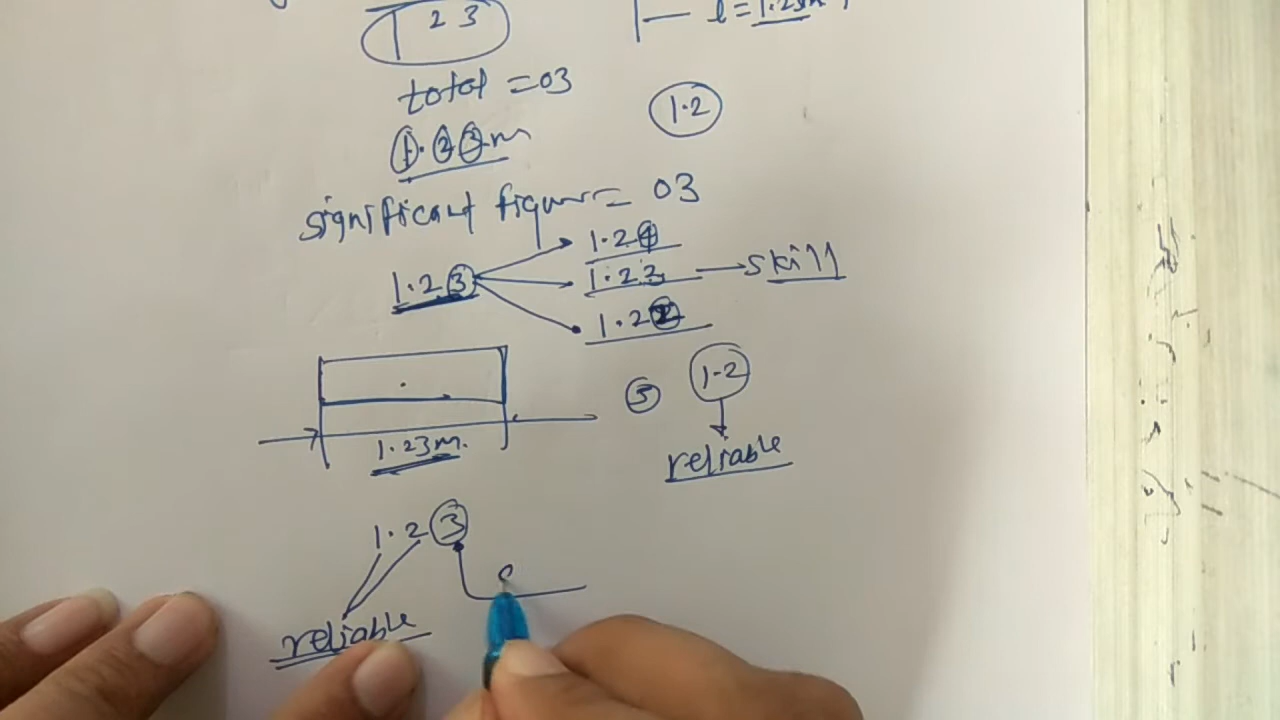 1 2 3
l = 1.23m
total = 03
1.2
1.23m
significant figure = 03
1.24
1.23
1.23 skill
1.22
3 1.2
1.23m.
reliable
1.23
reliable